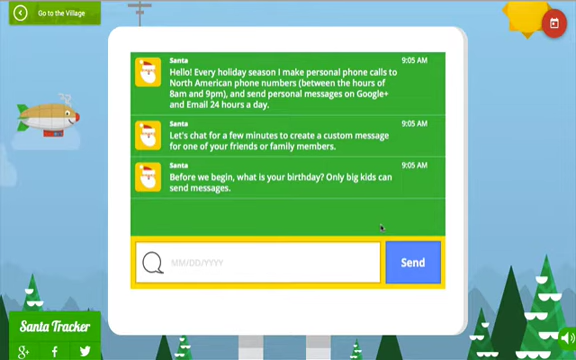 Go to the Village
Santa 9:05 AM
Hello! Every holiday season I make personal phone calls to
North American phone numbers (between the hours of
8am and 9pm), and send personal messages on Google+
and Email 24 hours a day.
Santa 9:05 AM
Let's chat for a few minutes to create a custom message
for one of your friends or family members.
Santa 9:05 AM
Before we begin, what is your birthday? Only big kids can
send messages.
MM/DD/YYYY
Send
Santa Tracker